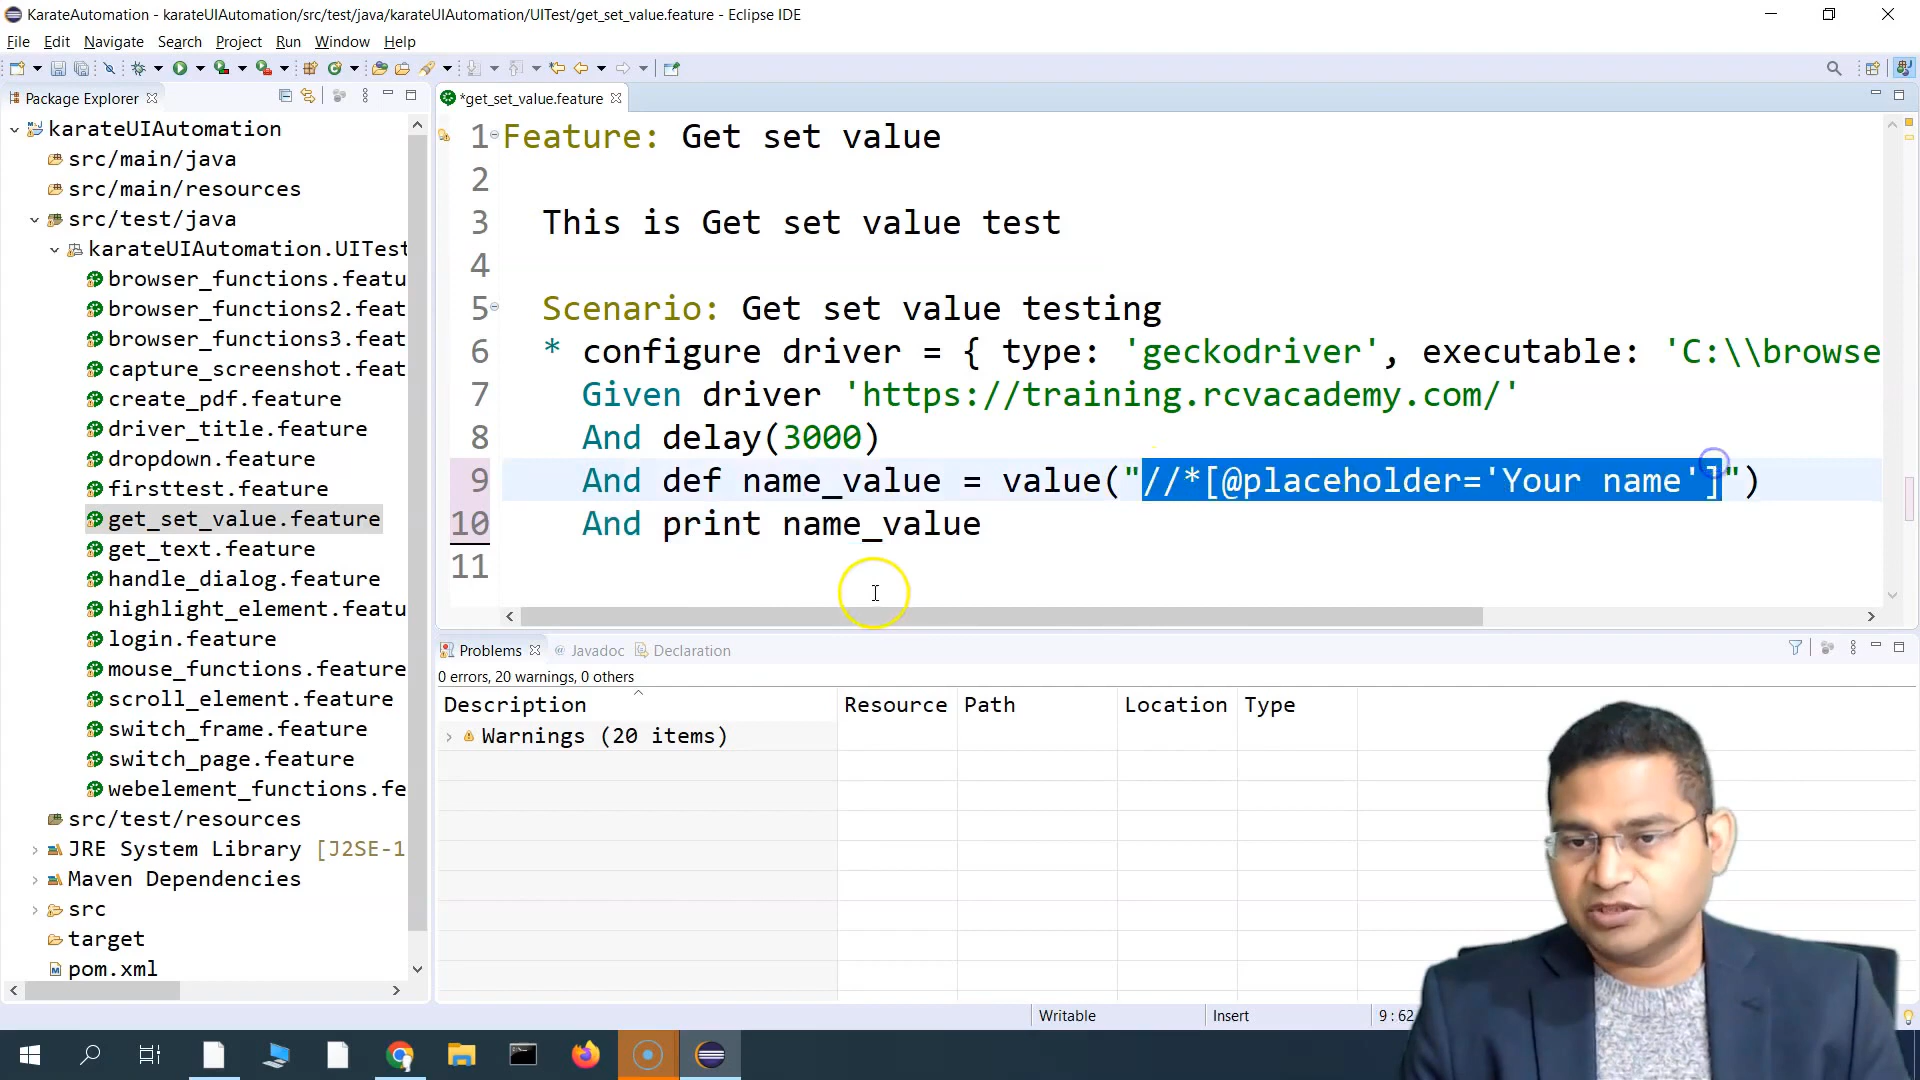 KarateAutomation - karateUIAutomation/src/test/java/karateUIAutomation/UITest/get_set_value.feature - Eclipse IDE
File Edit Navigate Search Project Run Window Help
Package Explorer
*get_set_value.feature
karateUIAutomation
src/main/java
src/main/resources
src/test/java
karateUIAutomation.UITest
browser_functions.featu
browser_functions2.feat
browser_functions3.feat
capture_screenshot.feat
create_pdf.feature
driver_title.feature
dropdown.feature
firsttest.feature
get_set_value.feature
get_text.feature
handle_dialog.feature
highlight_element.featu
login.feature
mouse_functions.feature
scroll_element.feature
switch_frame.feature
switch_page.feature
webelement_functions.fe
src/test/resources
JRE System Library [J2SE-1
Maven Dependencies
src
target
pom.xml
1 Feature: Get set value
2
3 This is Get set value test
4
5 Scenario: Get set value testing
6 * configure driver = { type: 'geckodriver', executable: 'C:\\browse
7 Given driver 'https://training.rcvacademy.com/'
8 And delay(3000)
9 And def name_value = value("//*[@placeholder='Your name']")
10 And print name_value
11
Problems @ Javadoc Declaration
0 errors, 20 warnings, 0 others
Description Resource Path Location Type
Warnings (20 items)
Writable Insert 9 : 62